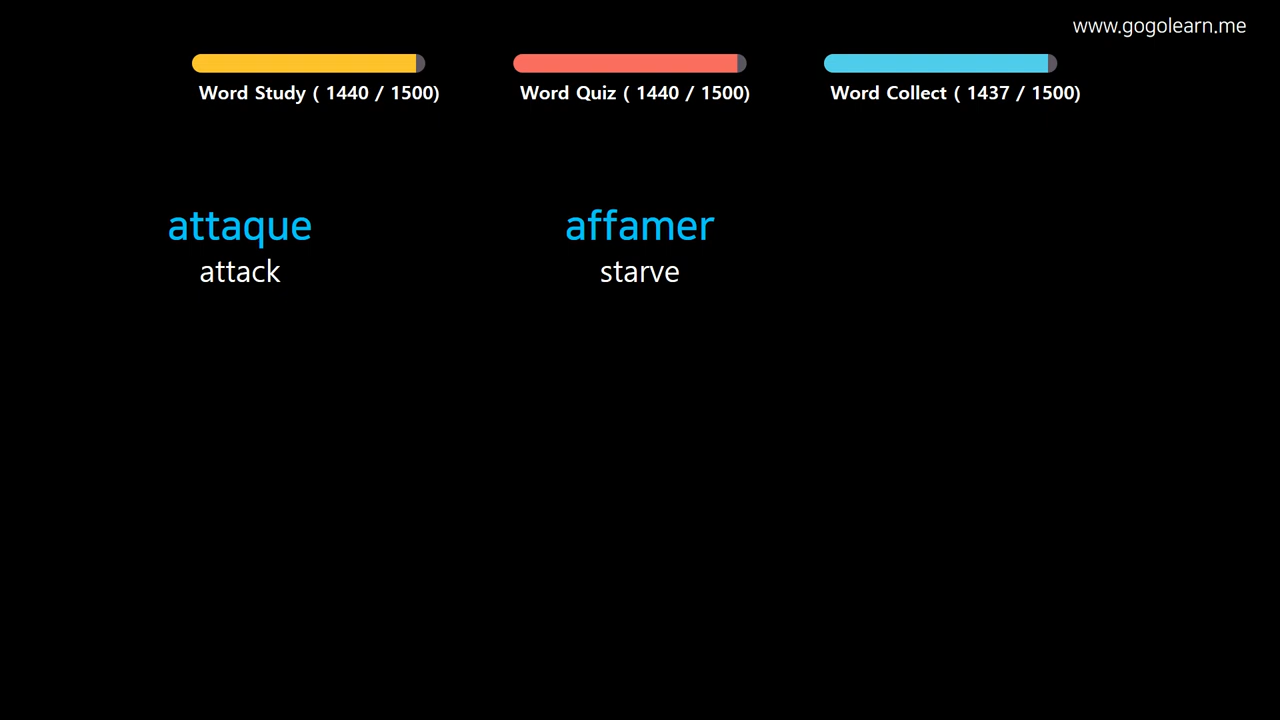 www.gogolearn.me
Word Study ( 1440 / 1500)
Word Quiz ( 1440 / 1500)
Word Collect ( 1437 / 1500)
attaque
attack
affamer
starve